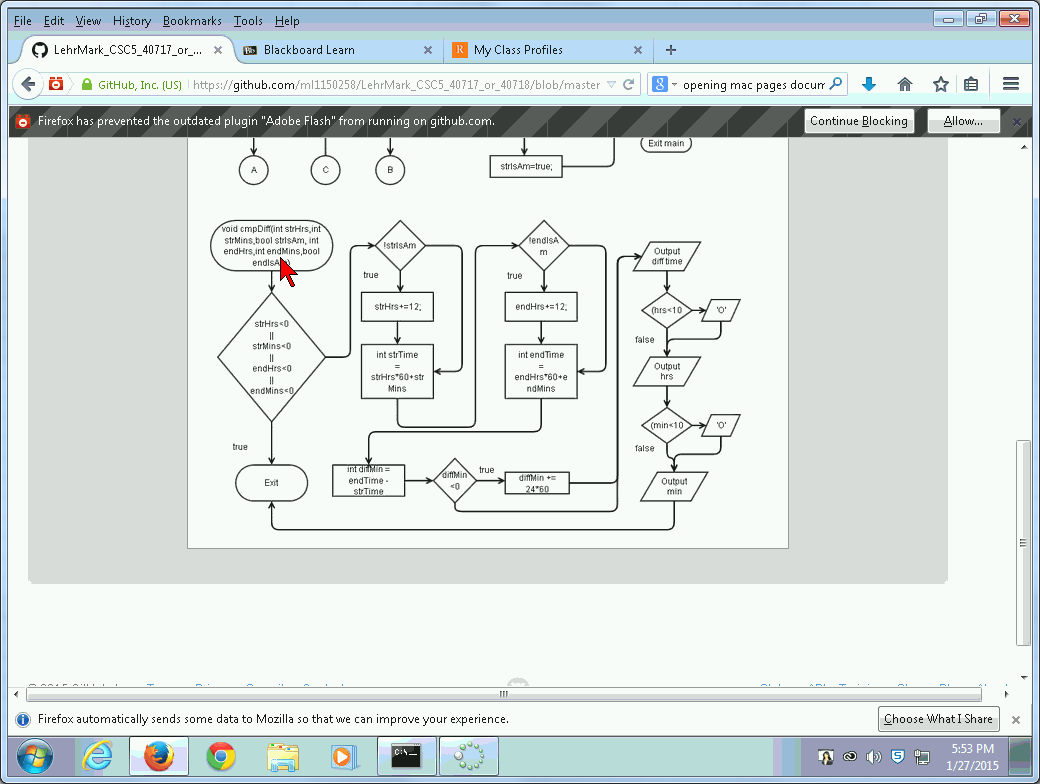 File Edit View History Bookmarks Tools Help
LehrMark_CSC5_40717_or_...
Blackboard Learn
My Class Profiles
GitHub, Inc. (US)
https://github.com/ml1150258/LehrMark_CSC5_40717_or_40718/blob/master
opening mac pages docum
Firefox has prevented the outdated plugin "Adobe Flash" from running on github.com.
Continue Blocking
Allow...
Exit main
A
C
B
strIsAm=true;
void cmpDiff(int strHrs,int
strMins,bool strIsAm, int
endHrs,int endMins,bool
strHrs<0
||
strMins<0
||
endHrs<0
||
endMins<0
true
Exit
!strIsAm
true
strHrs+=12;
int strTime
=
strHrs*60+str
Mins
!endIsA
m
true
endHrs+=12;
int endTime
=
endHrs*60+e
ndMins
int diffMin =
endTime -
strTime
diffMin
<0
true
diffMin +=
24*60
Output
diff time
(hrs<10
'O'
false
Output
hrs
(min<10
'O'
false
Output
min
Firefox automatically sends some data to Mozilla so that we can improve your experience.
Choose What I Share
5:53 PM
1/27/2015